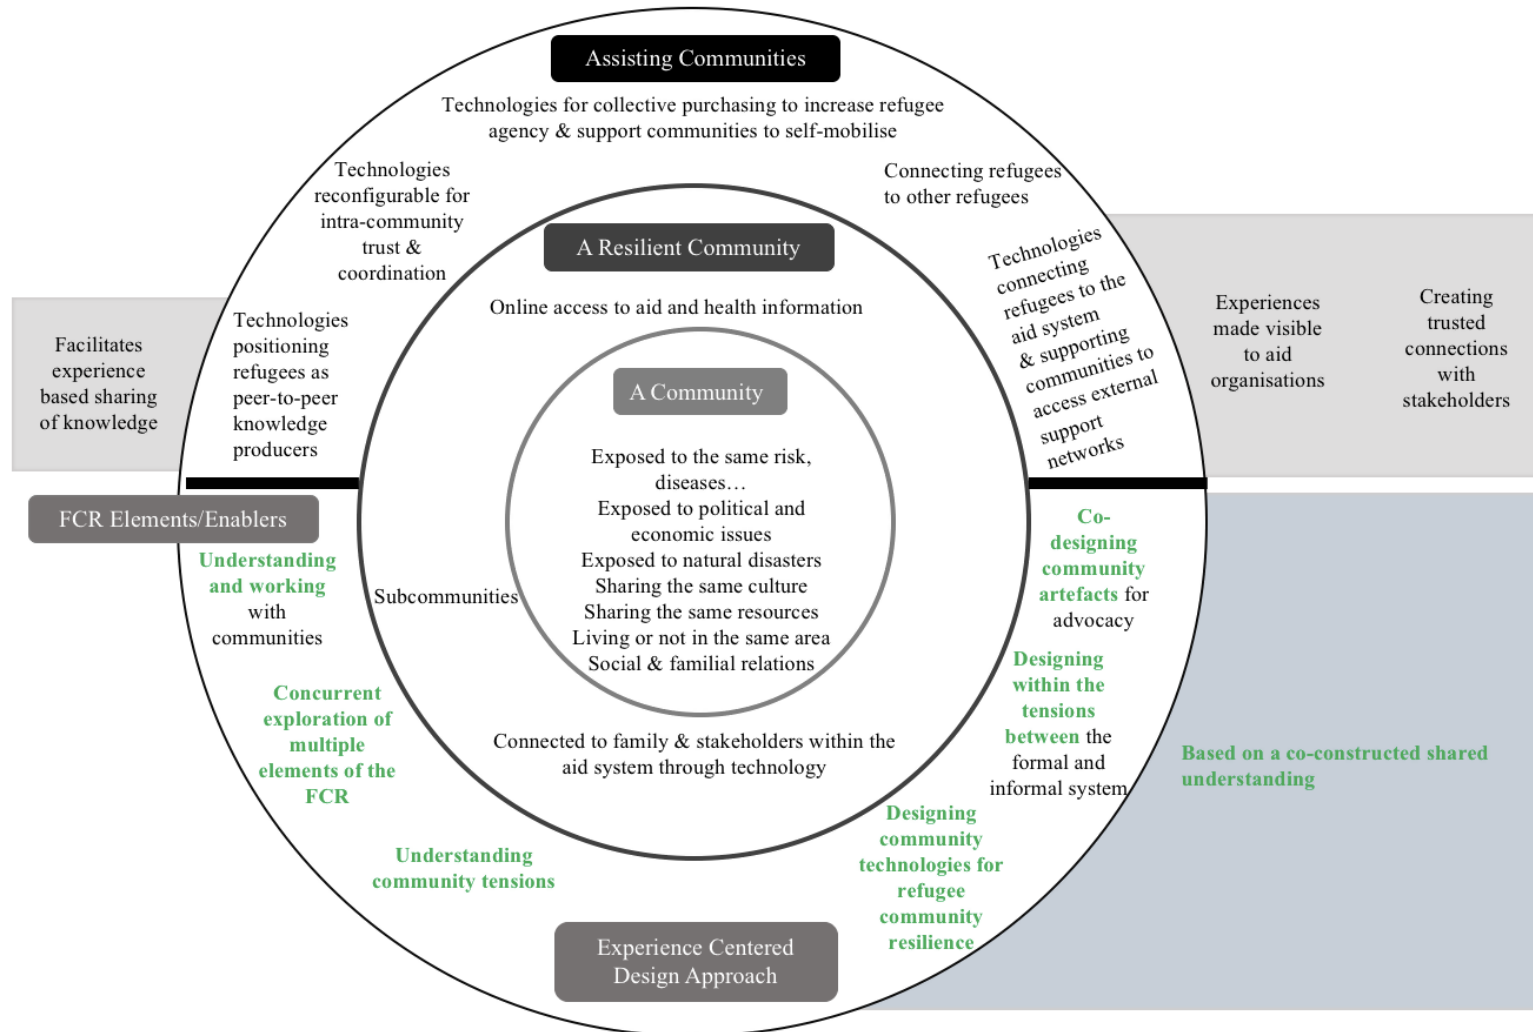 Assisting Communities
Technologies for collective purchasing to increase refugee
agency & support communities to self-mobilise
Technologies
reconfigurable for
intra-community
trust &
coordination
Connecting refugees
to other refugees
A Resilient Community
Online access to aid and health information
Technologies
positioning
refugees as
peer-to-peer
knowledge
producers
Technologies
connecting
refugees to the
aid system
& supporting
communities to
access external
support
networks
Facilitates
experience
based sharing
of knowledge
Experiences
made visible
to aid
organisations
Creating
trusted
connections
with
stakeholders
A Community
Exposed to the same risk,
diseases…
Exposed to political and
economic issues
Exposed to natural disasters
Sharing the same culture
Sharing the same resources
Living or not in the same area
Social & familial relations
FCR Elements/Enablers
Understanding
and working
with
communities
Subcommunities
Co-
designing
community
artefacts for
advocacy
Concurrent
exploration of
multiple
elements of the
FCR
Designing
within the
tensions
between the
formal and
informal system
Connected to family & stakeholders within the
aid system through technology
Based on a co-constructed shared
understanding
Understanding
community tensions
Designing
community
technologies for
refugee
community
resilience
Experience Centered
Design Approach